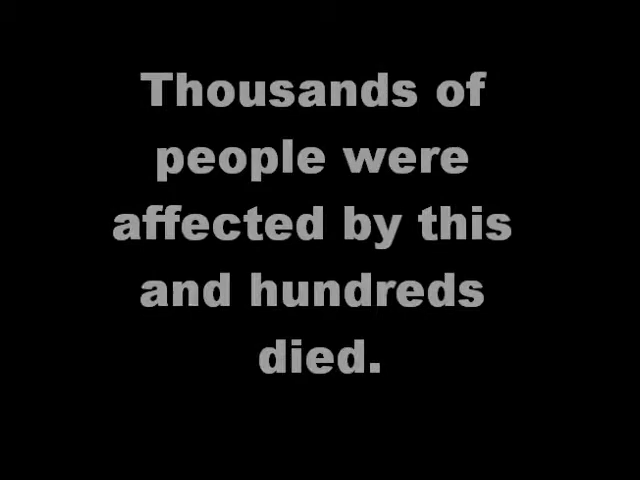 Thousands of
people were
affected by this
and hundreds
died.